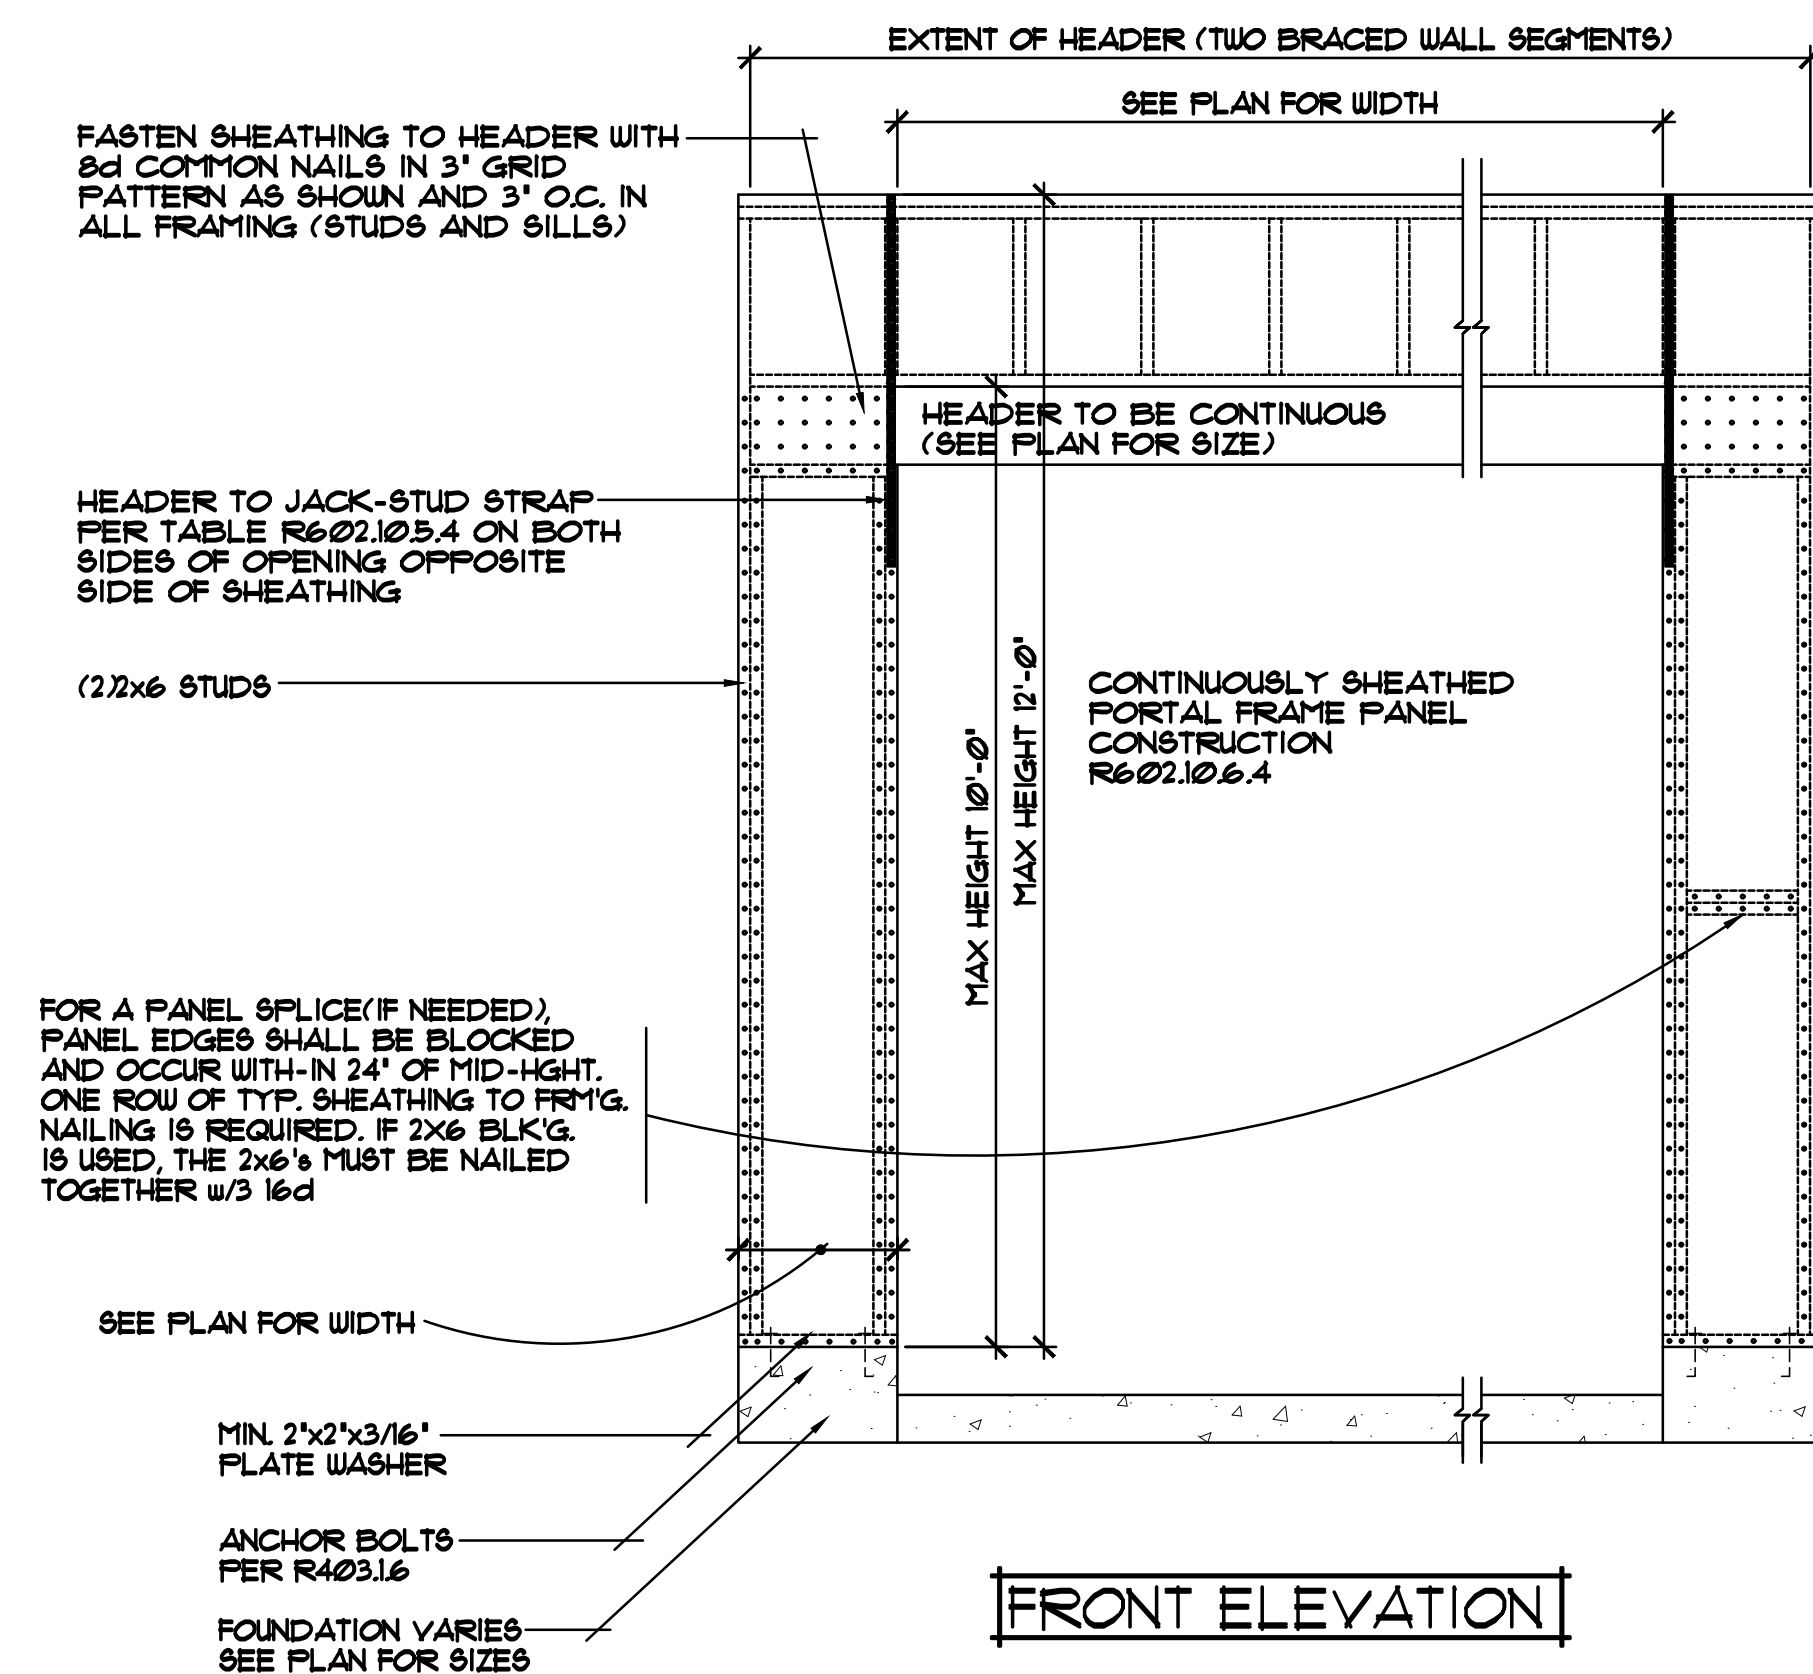 EXTENT OF HEADER (TWO BRACED WALL SEGMENTS)
SEE PLAN FOR WIDTH
FASTEN SHEATHING TO HEADER WITH
8d COMMON NAILS IN 3" GRID
PATTERN AS SHOWN AND 3" O.C. IN
ALL FRAMING (STUDS AND SILLS)
HEADER TO BE CONTINUOUS
(SEE PLAN FOR SIZE)
HEADER TO JACK-STUD STRAP
PER TABLE R602.10.5.4 ON BOTH
SIDES OF OPENING OPPOSITE
SIDE OF SHEATHING
(2)2x6 STUDS
MAX HEIGHT 10'-0"
MAX HEIGHT 12'-0"
CONTINUOUSLY SHEATHED
PORTAL FRAME PANEL
CONSTRUCTION
R602.10.6.4
FOR A PANEL SPLICE(IF NEEDED),
PANEL EDGES SHALL BE BLOCKED
AND OCCUR WITH-IN 24" OF MID-HGHT.
ONE ROW OF TYP. SHEATHING TO FRM'G.
NAILING IS REQUIRED. IF 2X6 BLK'G.
IS USED, THE 2x6's MUST BE NAILED
TOGETHER w/3 16d
SEE PLAN FOR WIDTH
MIN. 2"x2"x3/16"
PLATE WASHER
ANCHOR BOLTS
PER R403.1.6
FOUNDATION VARIES
SEE PLAN FOR SIZES
FRONT ELEVATION